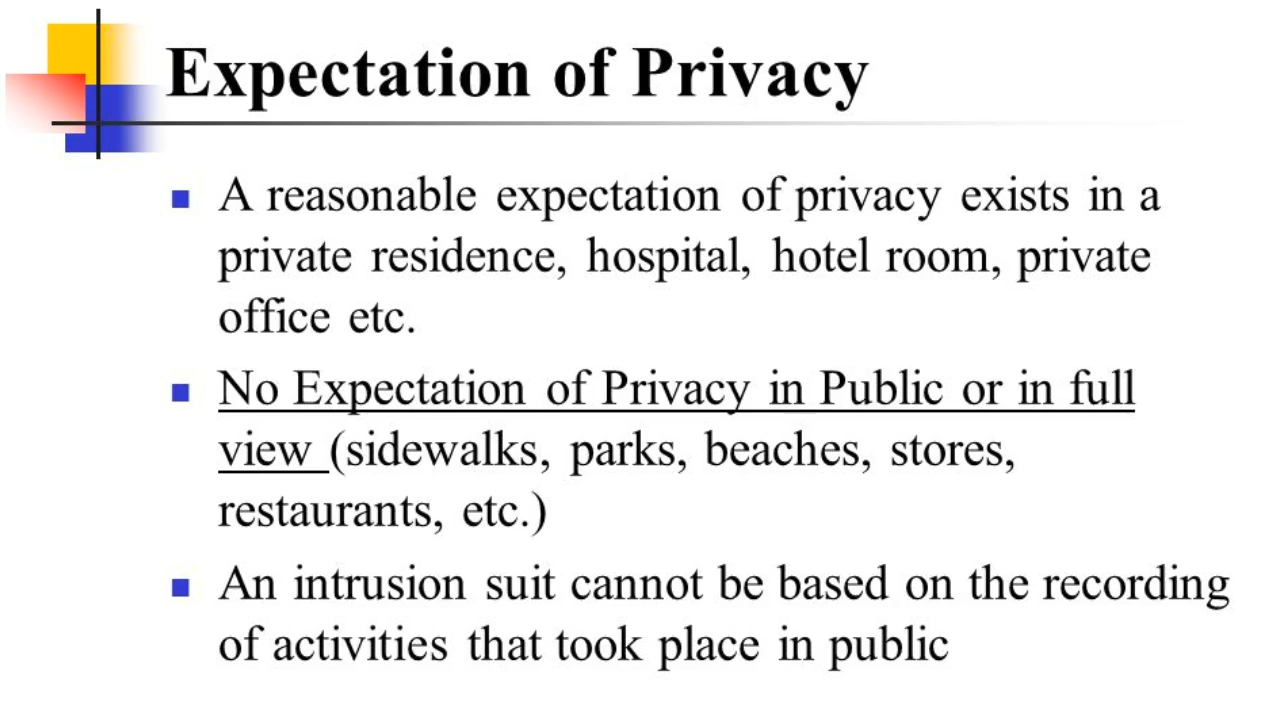 Expectation of Privacy
A reasonable expectation of privacy exists in a
private residence, hospital, hotel room, private
office etc.
No Expectation of Privacy in Public or in full
view (sidewalks, parks, beaches, stores,
restaurants, etc.)
An intrusion suit cannot be based on the recording
of activities that took place in public